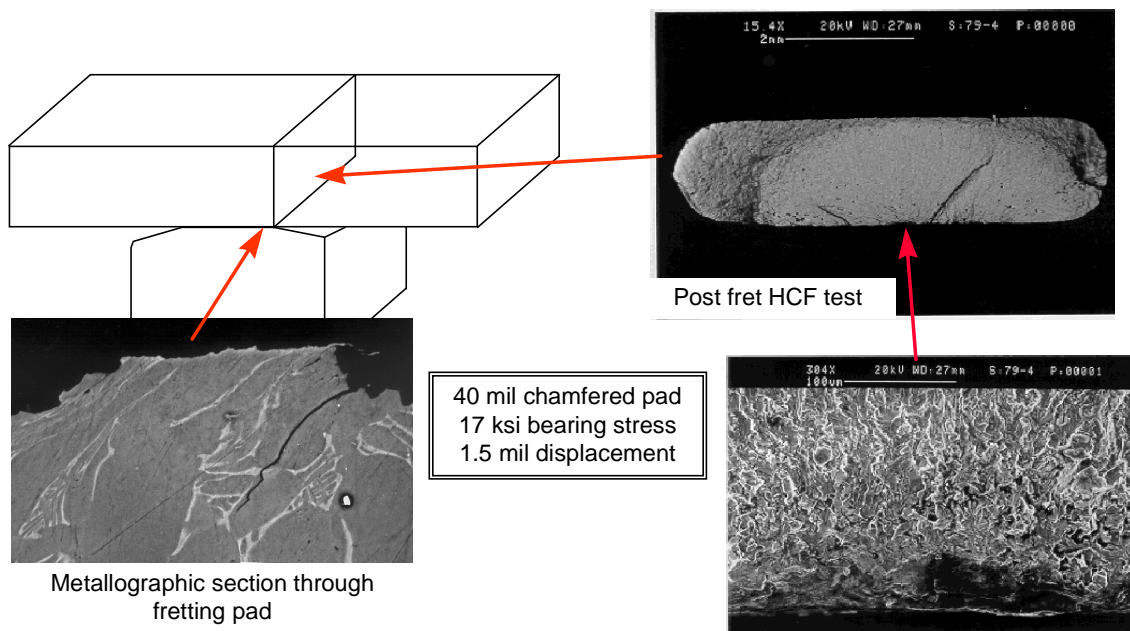 15.4X 20kV WD:27mm S:79-4 P:00000
2mm
Post fret HCF test
304X 20kV WD:27mm S:79-4 P:00001
100um
40 mil chamfered pad
17 ksi bearing stress
1.5 mil displacement
Metallographic section through
fretting pad